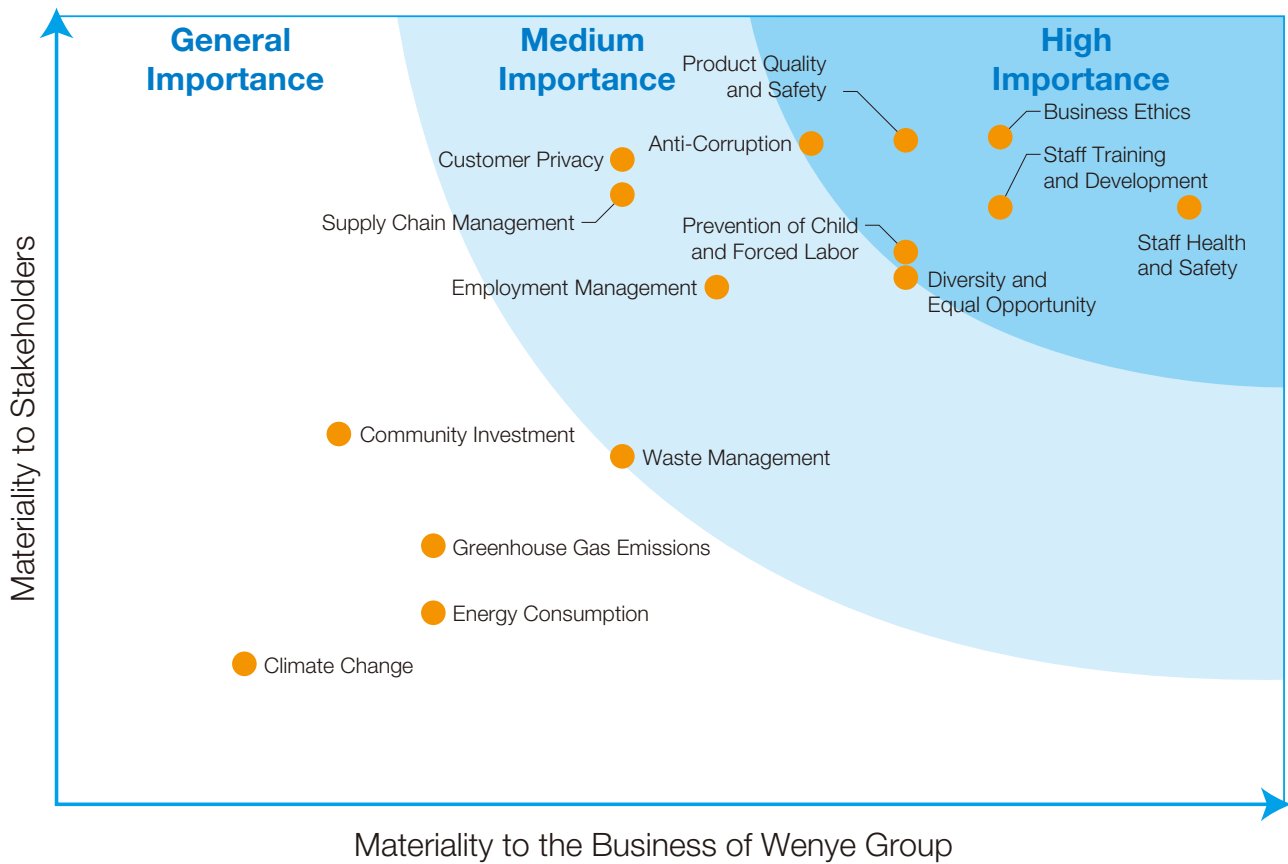 General
Importance
Medium
Importance
High
Importance
Product Quality
and Safety
Business Ethics
Anti-Corruption
Customer Privacy
Staff Training
and Development
Supply Chain Management
Prevention of Child
and Forced Labor
Staff Health
and Safety
Employment Management
Diversity and
Equal Opportunity
Community Investment
Waste Management
Greenhouse Gas Emissions
Energy Consumption
Climate Change
Materiality to Stakeholders
Materiality to the Business of Wenye Group